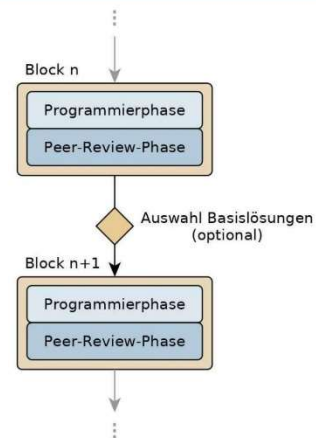 Block n
Programmierphase
Peer-Review-Phase
Auswahl Basislösungen
(optional)
Block n+1
Programmierphase
Peer-Review-Phase